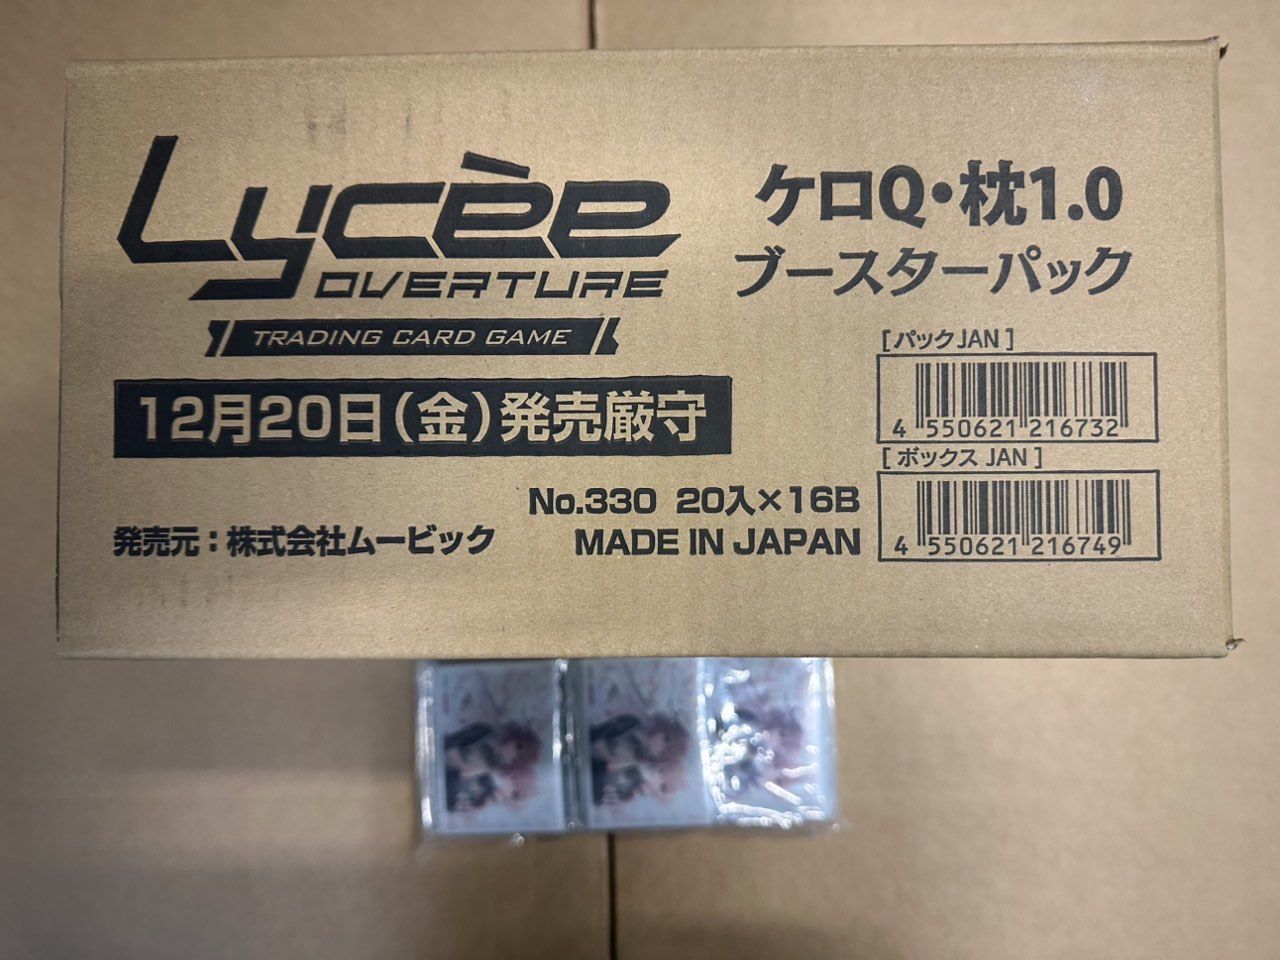 Lycèe
OVERTURE
TRADING CARD GAME
ケロQ・枕1.0
ブースターパック
12月20日(金)発売厳守
[パックJAN]
4 550621 216732
[ボックス JAN]
4 550621 216749
No.330 20入×16B
発売元：株式会社ムービック
MADE IN JAPAN